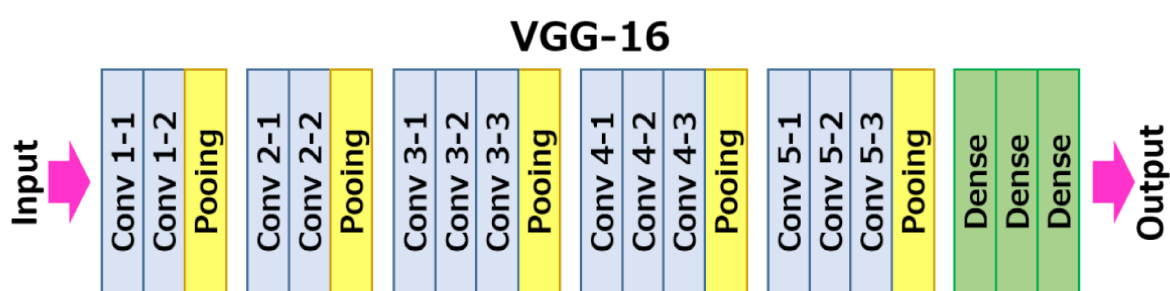 VGG-16
Input
Conv 1-1
Conv 1-2
Pooing
Conv 2-1
Conv 2-2
Pooing
Conv 3-1
Conv 3-2
Conv 3-3
Pooing
Conv 4-1
Conv 4-2
Conv 4-3
Pooing
Conv 5-1
Conv 5-2
Conv 5-3
Pooing
Dense
Dense
Dense
Output